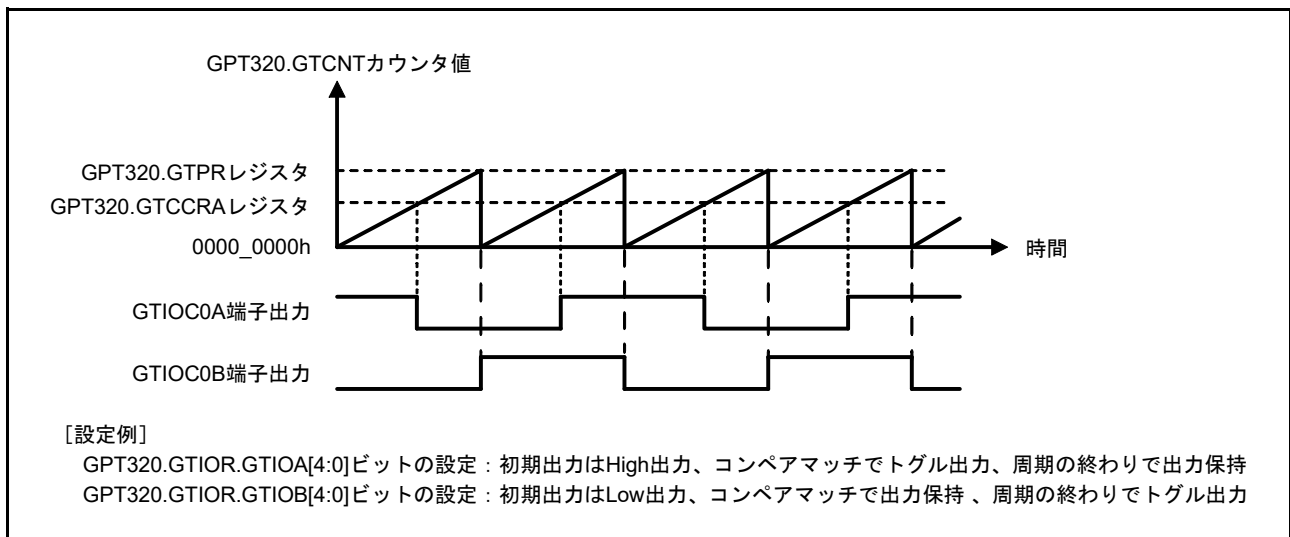 GPT320.GTCNTカウンタ値
GPT320.GTPRレジスタ
GPT320.GTCCRAレジスタ
0000_0000h
時間
GTIOC0A端子出力
GTIOC0B端子出力
［設定例］
GPT320.GTIOR.GTIOA[4:0]ビットの設定：初期出力はHigh出力、コンペアマッチでトグル出力、周期の終わりで出力保持
GPT320.GTIOR.GTIOB[4:0]ビットの設定：初期出力はLow出力、コンペアマッチで出力保持 、周期の終わりでトグル出力